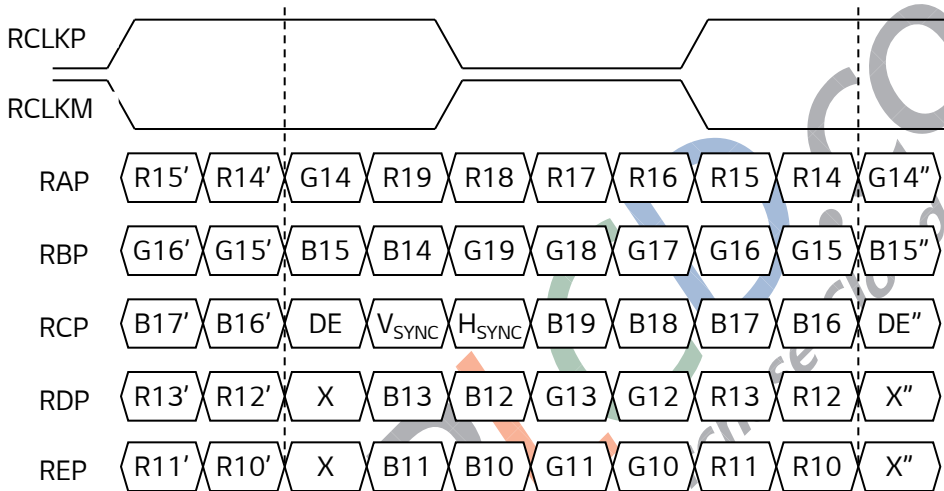 RCLKP
RCLKM
RAP R15' R14' G14 R19 R18 R17 R16 R15 R14 G14"
RBP G16' G15' B15 B14 G19 G18 G17 G16 G15 B15"
RCP B17' B16' DE VSYNC HSYNC B19 B18 B17 B16 DE"
RDP R13' R12' X B13 B12 G13 G12 R13 R12 X"
REP R11' R10' X B11 B10 G11 G10 R11 R10 X"